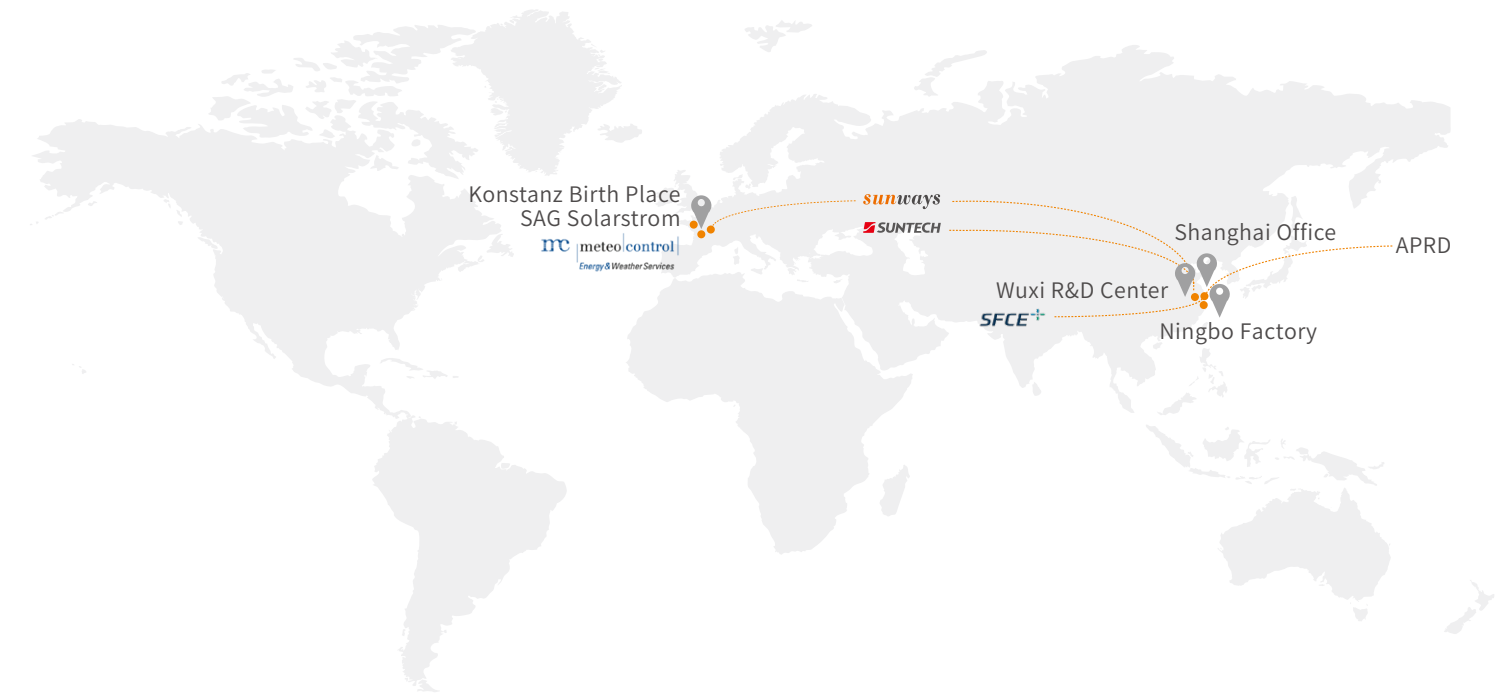 Konstanz Birth Place
SAG Solarstrom
mc meteo control
Energy & Weather Services
sunways
SUNTECH
Shanghai Office
APRD
Wuxi R&D Center
SFCE
Ningbo Factory